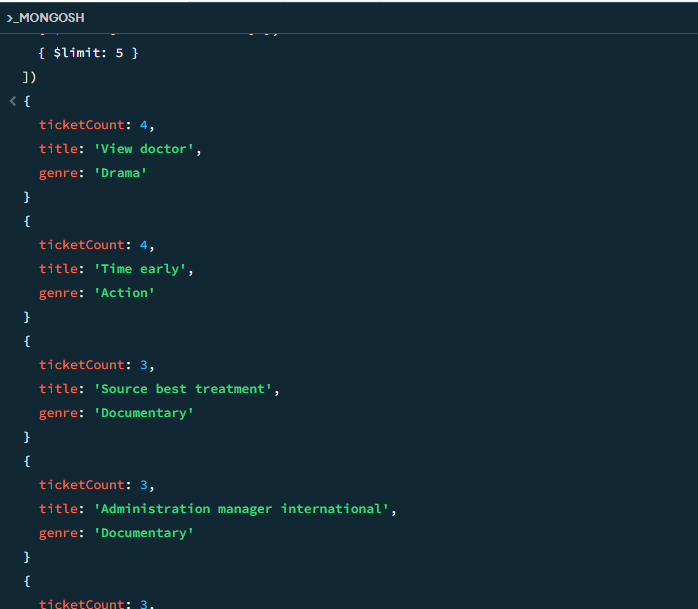 >_MONGOSH
{ $limit: 5 }
])
< {
ticketCount: 4,
title: 'View doctor',
genre: 'Drama'
}
{
ticketCount: 4,
title: 'Time early',
genre: 'Action'
}
{
ticketCount: 3,
title: 'Source best treatment',
genre: 'Documentary'
}
{
ticketCount: 3,
title: 'Administration manager international',
genre: 'Documentary'
}
{
ticketCount: 3,